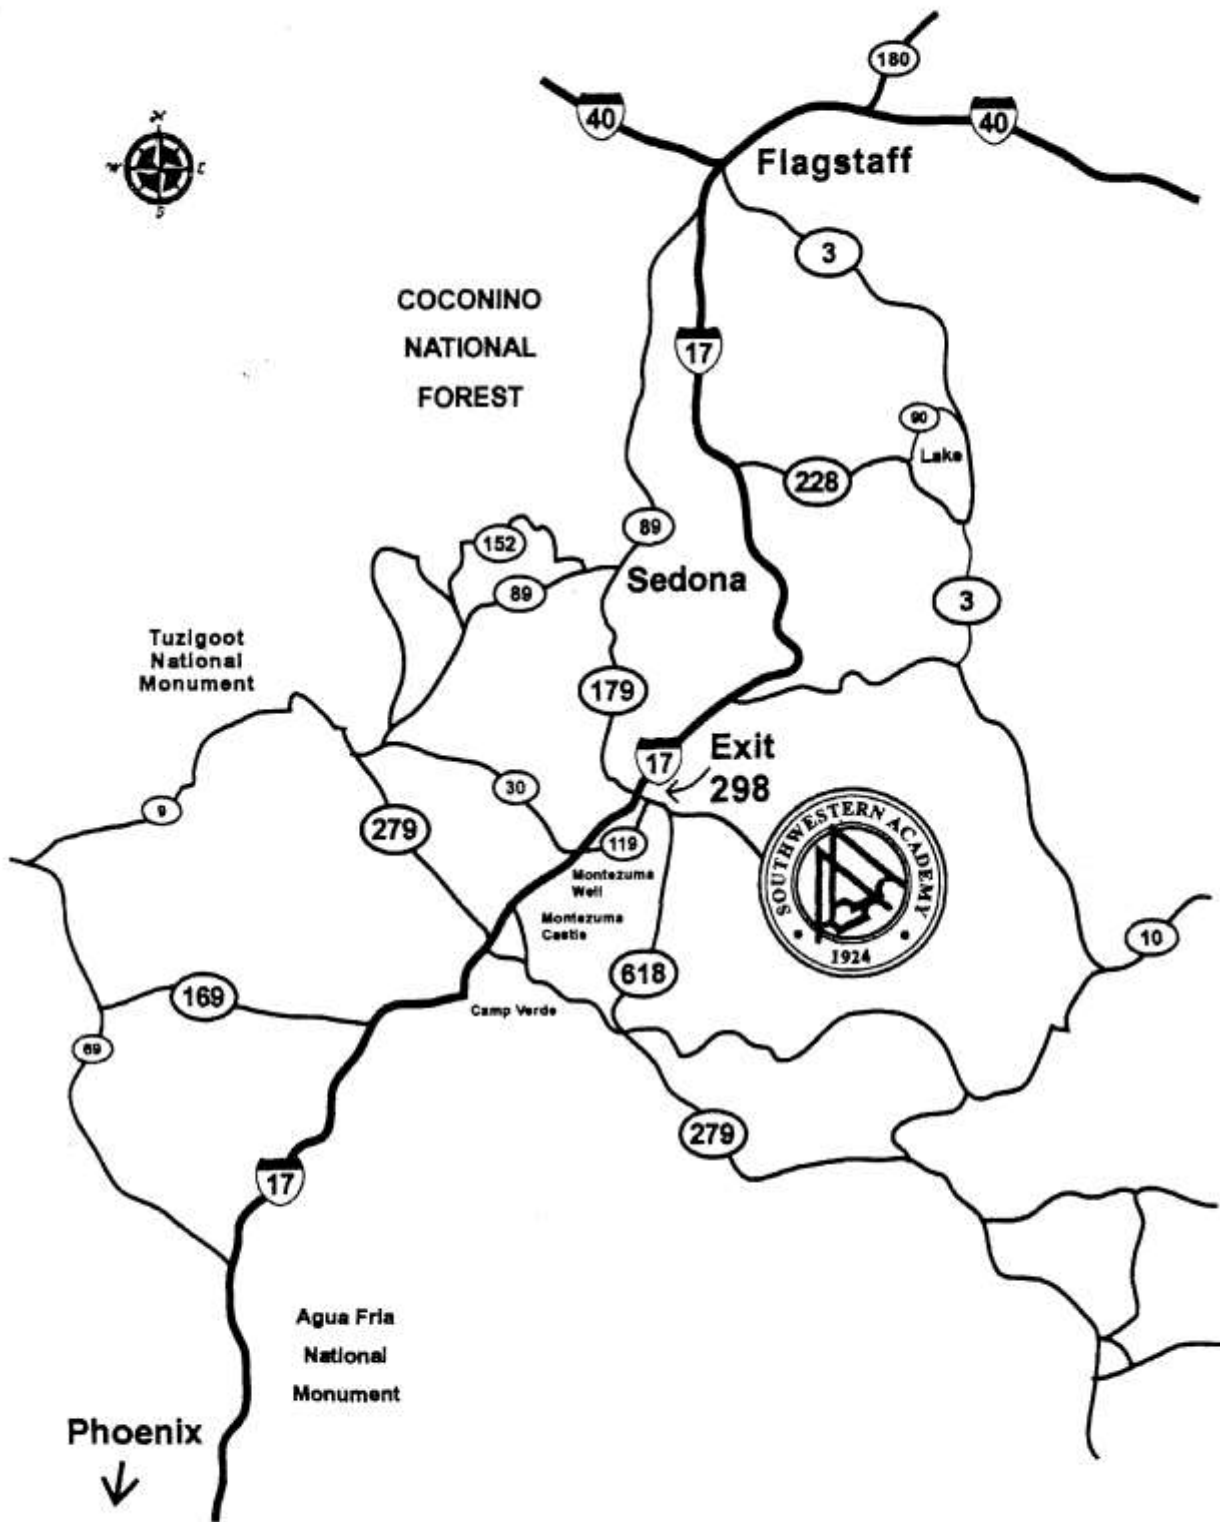 180
40
40
N
W
E
S
Flagstaff
3
COCONINO
NATIONAL
FOREST
17
90
Lake
228
89
152
Sedona
89
3
Tuzigoot
National
Monument
179
Exit
298
17
30
9
279
119
SOUTHWESTERN ACADEMY
1924
Montezuma
Well
Montezuma
Castle
10
618
169
Camp Verde
69
279
17
Agua Fria
National
Monument
Phoenix